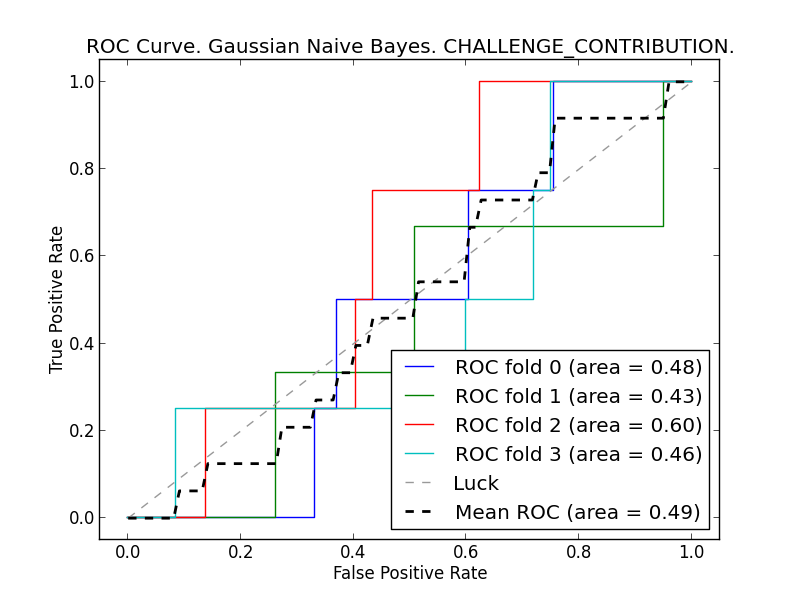 ROC Curve. Gaussian Naive Bayes. CHALLENGE_CONTRIBUTION.
True Positive Rate
1.0
0.8
0.6
0.4
0.2
0.0
ROC fold 0 (area = 0.48)
ROC fold 1 (area = 0.43)
ROC fold 2 (area = 0.60)
ROC fold 3 (area = 0.46)
Luck
Mean ROC (area = 0.49)
0.0 0.2 0.4 0.6 0.8 1.0
False Positive Rate